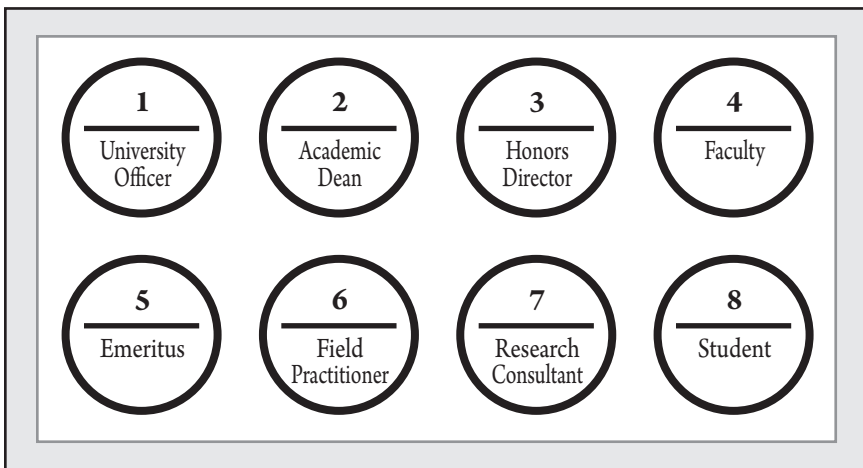 1
University
Officer
2
Academic
Dean
3
Honors
Director
4
Faculty
5
Emeritus
6
Field
Practitioner
7
Research
Consultant
8
Student